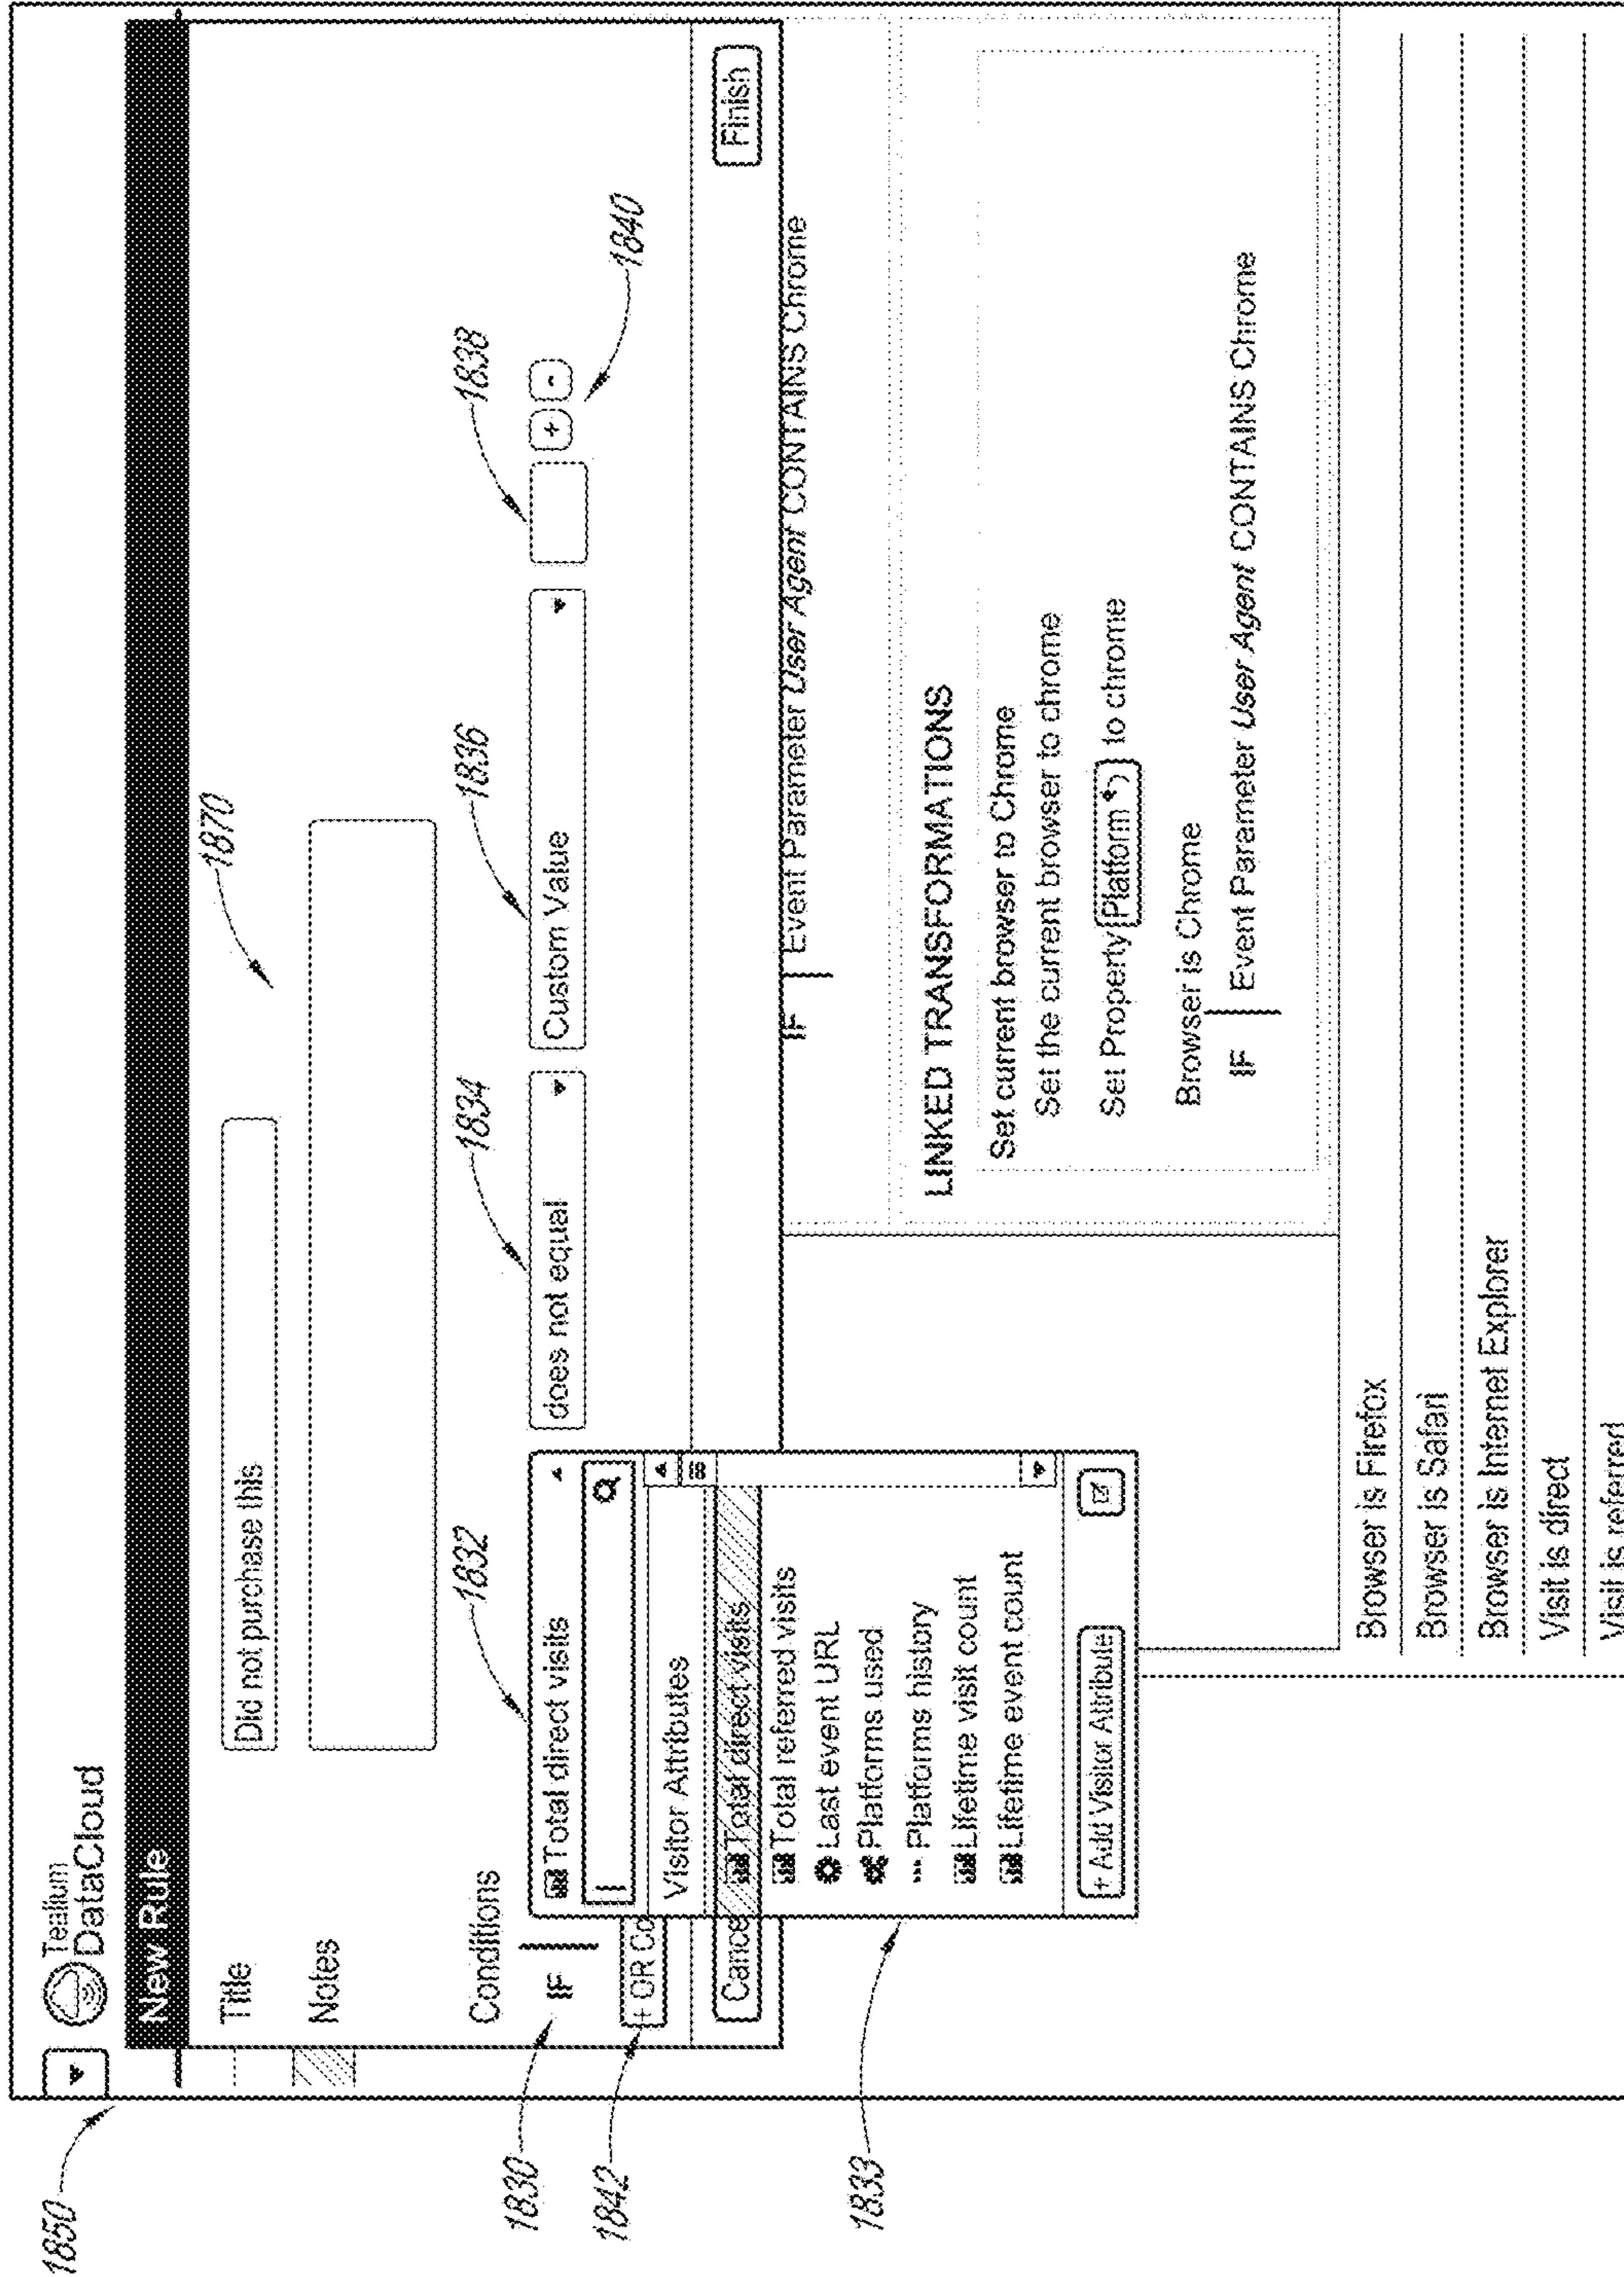 1850
Tealium
DataCloud
New Rule
1870
Title
Did not purchase this
Notes
Conditions
1832
1834
1836
1838
1830
IF
Total direct visits
does not equal
Custom Value
+
-
1840
1842
+ OR Co
Visitor Attributes
Cance
Finish
Total direct visits
Total referred visits
Last event URL
Platforms used
Platforms history
Lifetime visit count
Lifetime event count
+ Add Visitor Attribute
1833
IF
Event Parameter User Agent CONTAINS Chrome
LINKED TRANSFORMATIONS
Set current browser to Chrome
Set the current browser to chrome
Set Property Platform to chrome
Browser is Chrome
IF
Event Parameter User Agent CONTAINS Chrome
Browser is Firefox
Browser is Safari
Browser is Internet Explorer
Visit is direct
Visit is referred